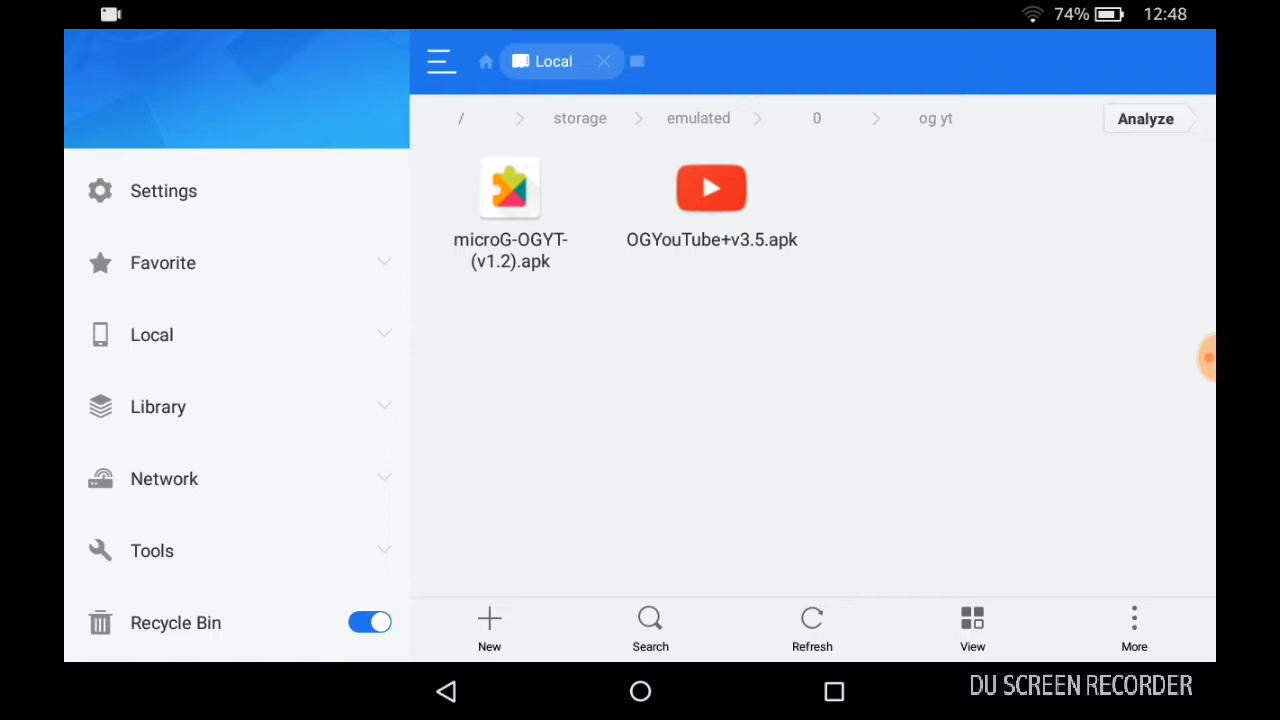 74% 12:48
Local
/ storage emulated 0 og yt
Analyze
Settings
Favorite
Local
Library
Network
Tools
Recycle Bin
microG-OGYT-
(v1.2).apk
OGYouTube+v3.5.apk
New Search Refresh View More
DU SCREEN RECORDER